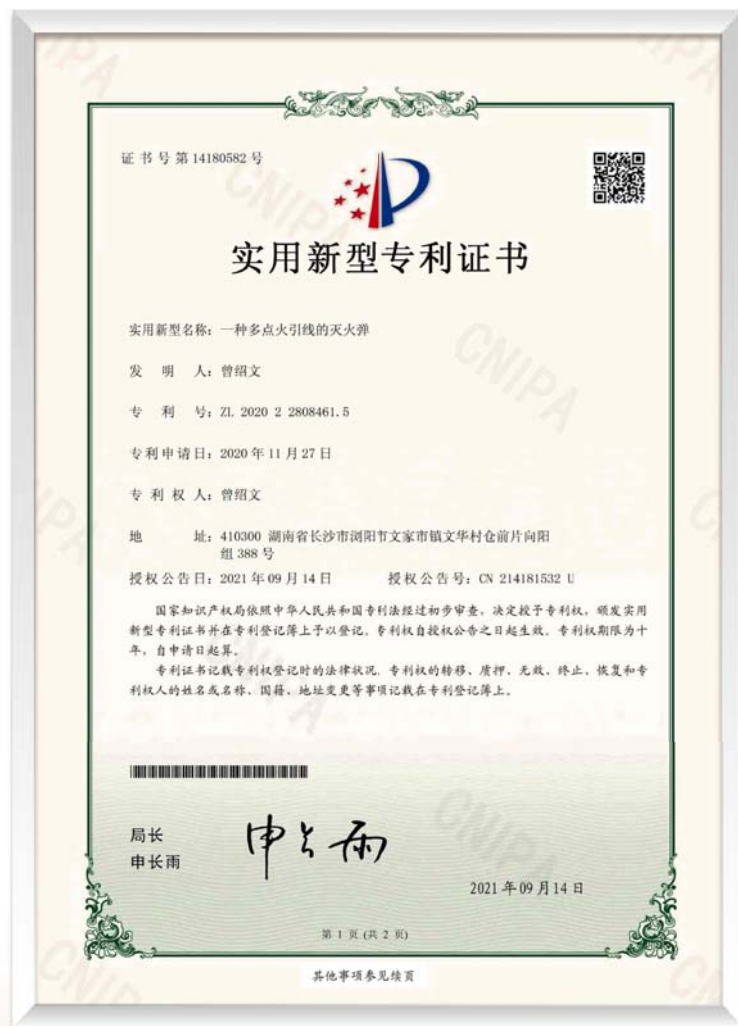 证书号第14180582号
实用新型专利证书
实用新型名称：一种多点火引线的灭火弹
发 明 人：曾绍文
专 利 号：ZL 2020 2 2808461.5
专利申请日：2020年11月27日
专 利 权 人：曾绍文
地 址：410300 湖南省长沙市浏阳市文家市镇文华村仓前片向阳
组388号
授权公告日：2021年09月14日 授权公告号：CN 214181532 U
国家知识产权局依照中华人民共和国专利法经过初步审查，决定授予专利权，颁发实用
新型专利证书并在专利登记簿上予以登记。专利权自授权公告之日起生效。专利权期限为十
年，自申请日起算。
专利证书记载专利权登记时的法律状况。专利权的转移、质押、无效、终止、恢复和专
利权人的姓名或名称、国籍、地址变更等事项记载在专利登记簿上。
局长
申长雨
申长雨
2021年09月14日
第 1 页 (共 2 页)
其他事项参见续页
CNIPA
CNIPA
CNIPA